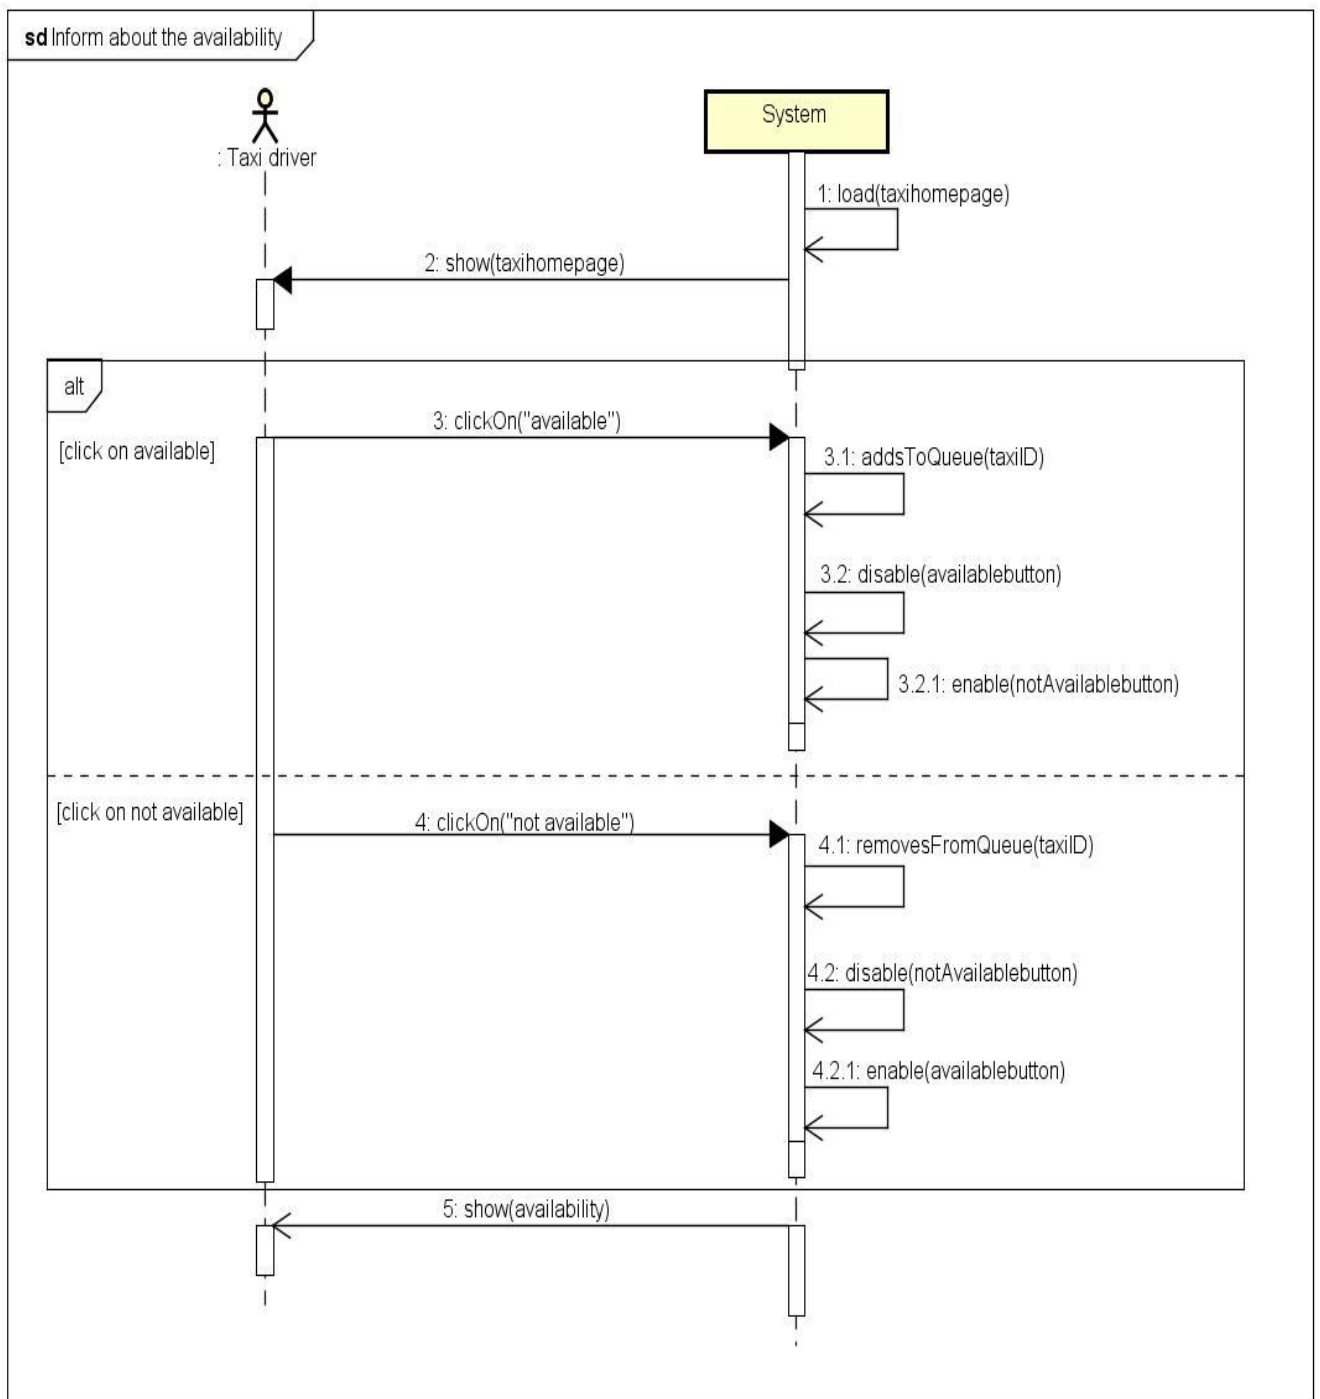 sd Inform about the availability
: Taxi driver
System
1: load(taxihomepage)
2: show(taxihomepage)
alt
[click on available]
3: clickOn("available")
3.1: addsToQueue(taxiID)
3.2: disable(availablebutton)
3.2.1: enable(notAvailablebutton)
[click on not available]
4: clickOn("not available")
4.1: removesFromQueue(taxiID)
4.2: disable(notAvailablebutton)
4.2.1: enable(availablebutton)
5: show(availability)